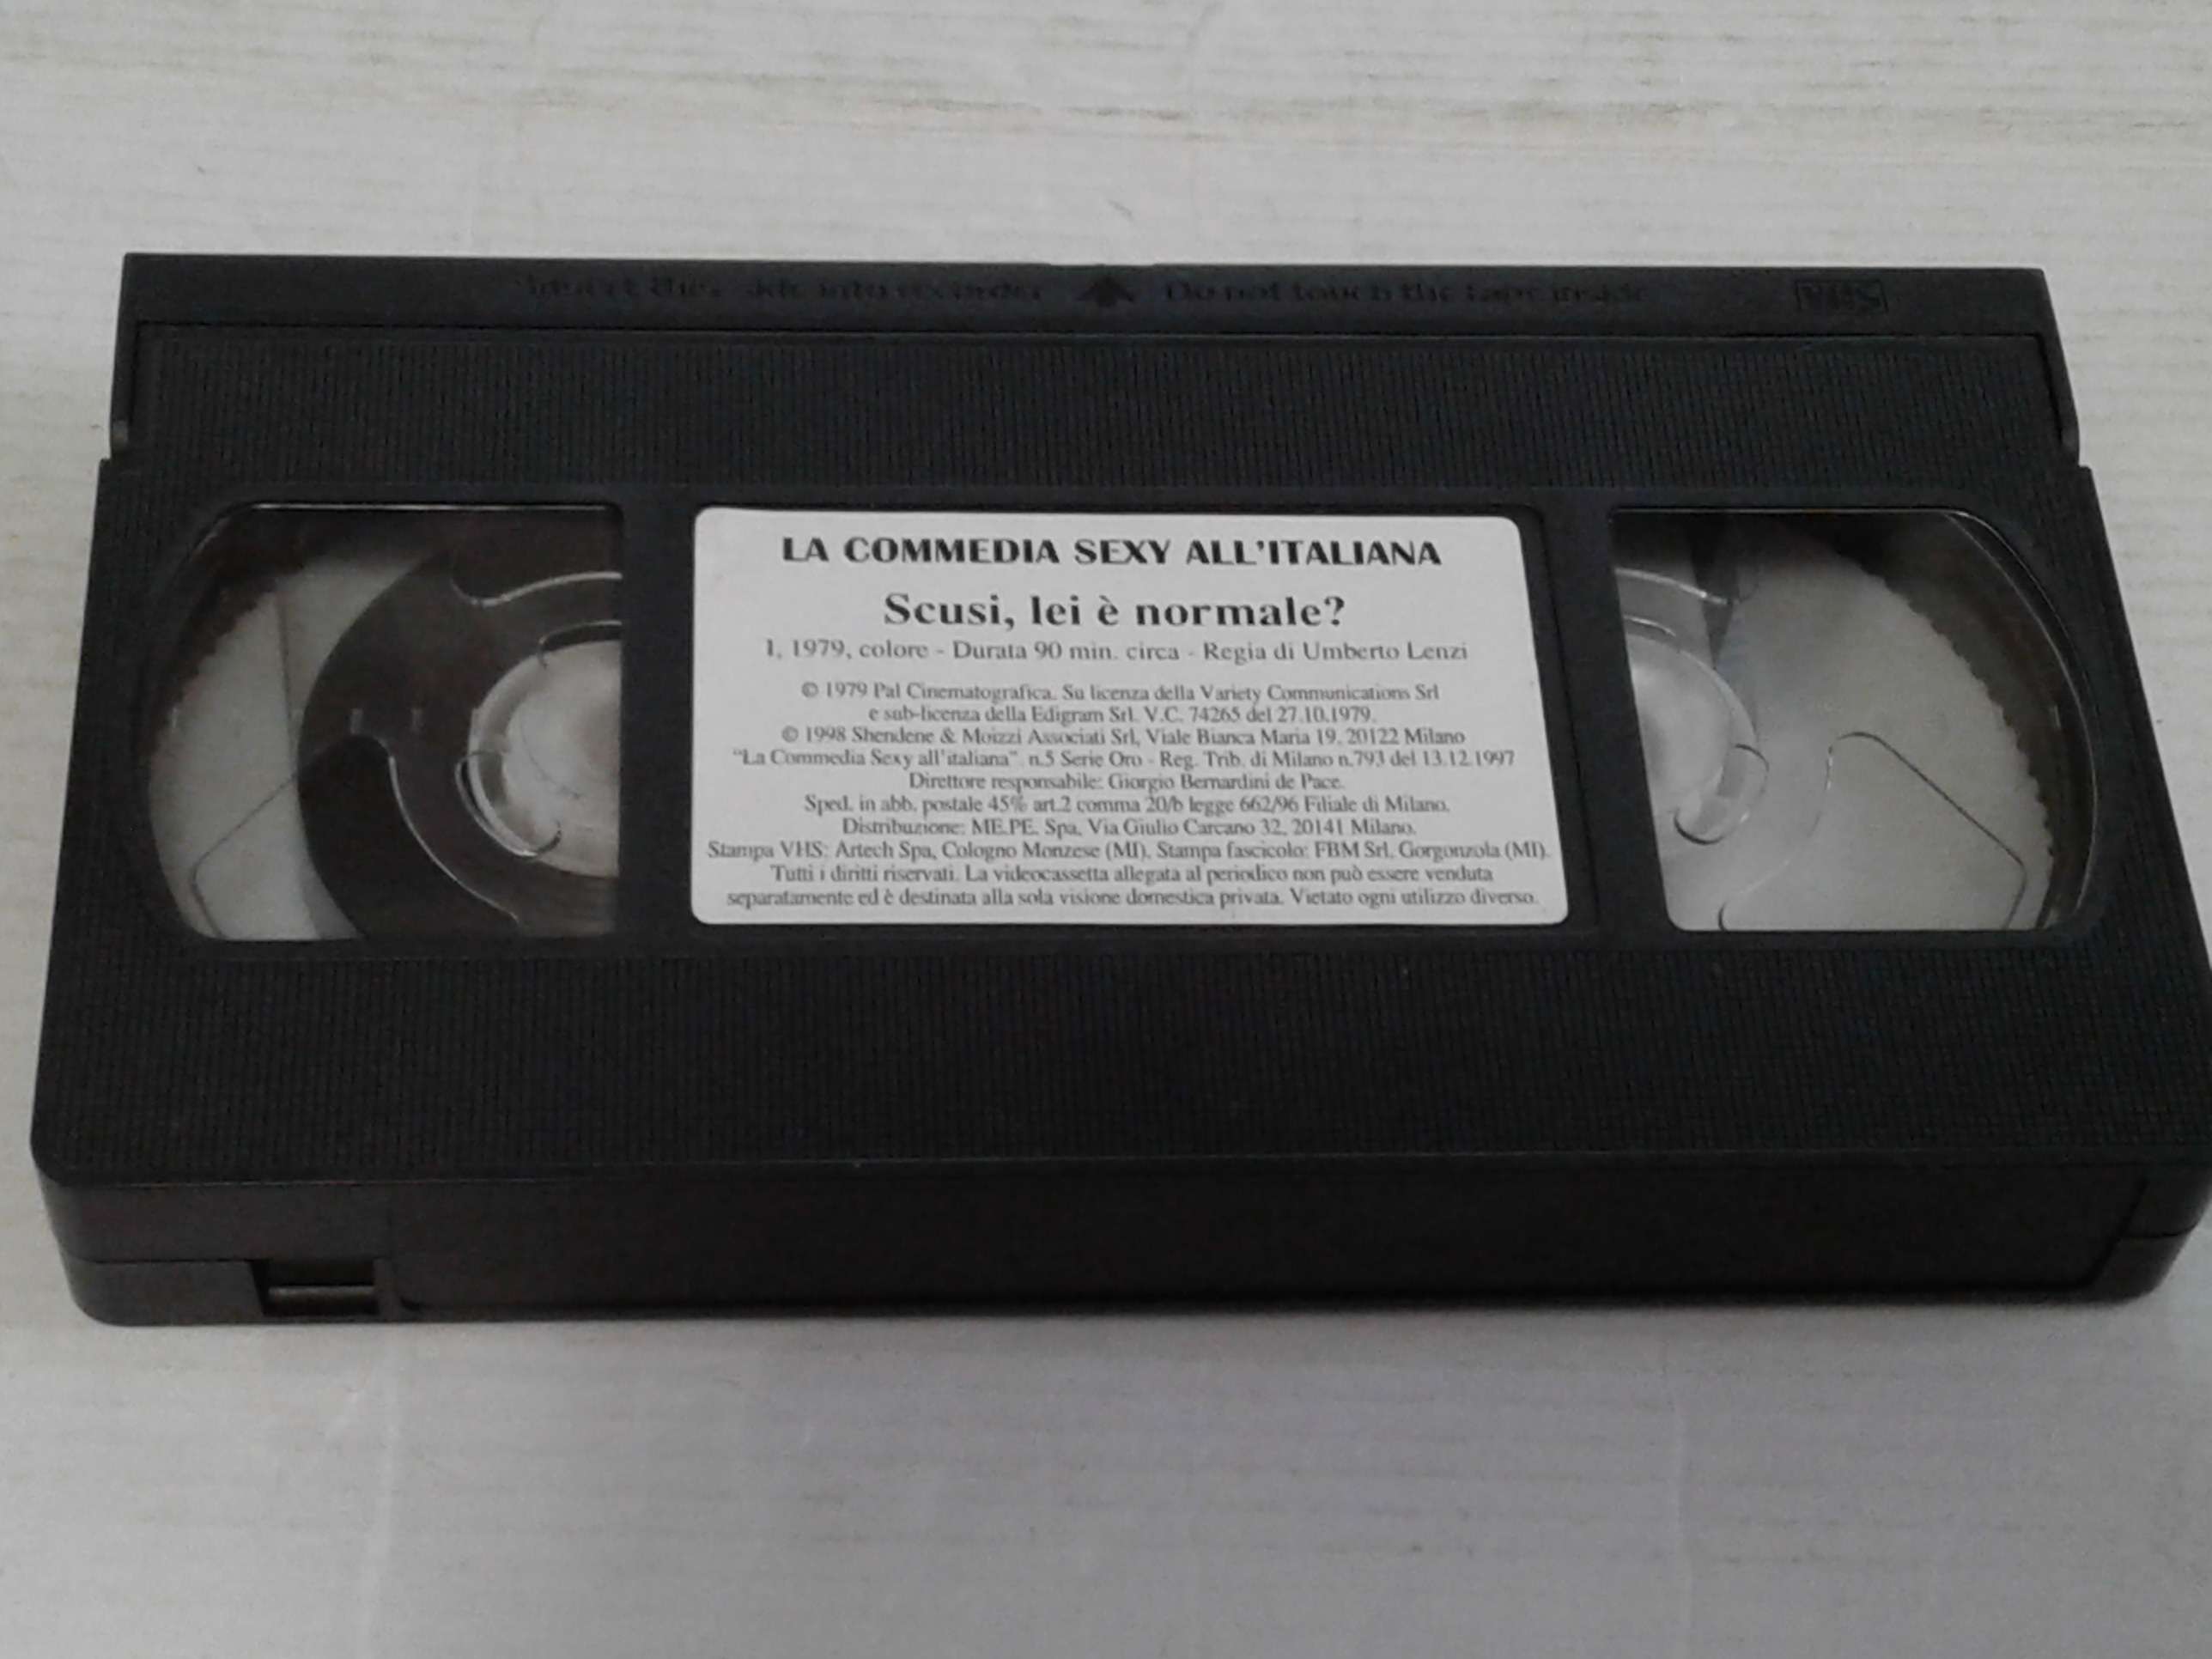 Insert this side into recorder Do not touch the tape inside VHS
LA COMMEDIA SEXY ALL'ITALIANA
Scusi, lei è normale?
I, 1979, colore - Durata 90 min. circa - Regia di Umberto Lenzi
© 1979 Pal Cinematografica. Su licenza della Variety Communications Srl
e sub-licenza della Edigram Srl. V.C. 74265 del 27.10.1979.
© 1998 Shendene & Moizzi Associati Srl, Viale Bianca Maria 19, 20122 Milano
"La Commedia Sexy all'italiana", n.5 Serie Oro - Reg. Trib. di Milano n.793 del 13.12.1997
Direttore responsabile: Giorgio Bernardini de Pace.
Sped. in abb. postale 45% art.2 comma 20/b legge 662/96 Filiale di Milano.
Distribuzione: ME.PE. Spa, Via Giulio Carcano 32, 20141 Milano.
Stampa VHS: Artech Spa, Cologno Monzese (MI). Stampa fascicolo: FBM Srl, Gorgonzola (MI).
Tutti i diritti riservati. La videocassetta allegata al periodico non può essere venduta
separatamente ed è destinata alla sola visione domestica privata. Vietato ogni utilizzo diverso.